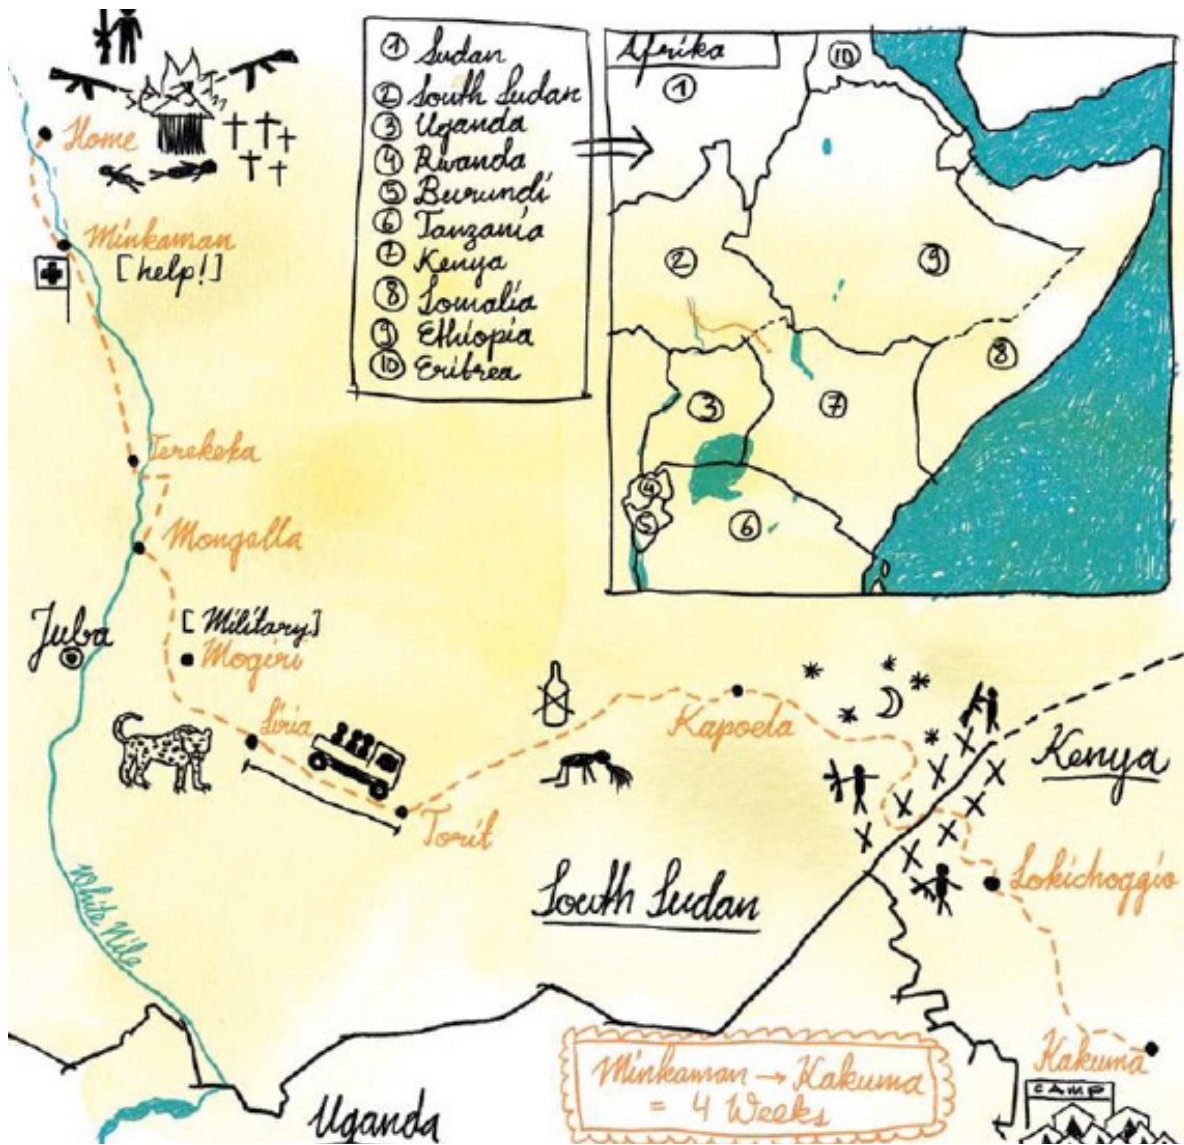 ① Sudan
② South Sudan
③ Uganda
④ Rwanda
⑤ Burundi
⑥ Tanzania
⑦ Kenya
⑧ Somalia
⑨ Ethiopia
⑩ Eritrea
Afrika
①
⑩
②
⑨
⑧
③
⑦
④
⑤
⑥
Home
Minkaman
[help!]
Terekeka
Mongalla
Juba
[Military]
Mogiri
Liria
Torit
Kapoeta
Kenya
Lokichoggio
South Sudan
White Nile
Kakuma
CAMP
Minkaman → Kakuma
= 4 Weeks
Uganda